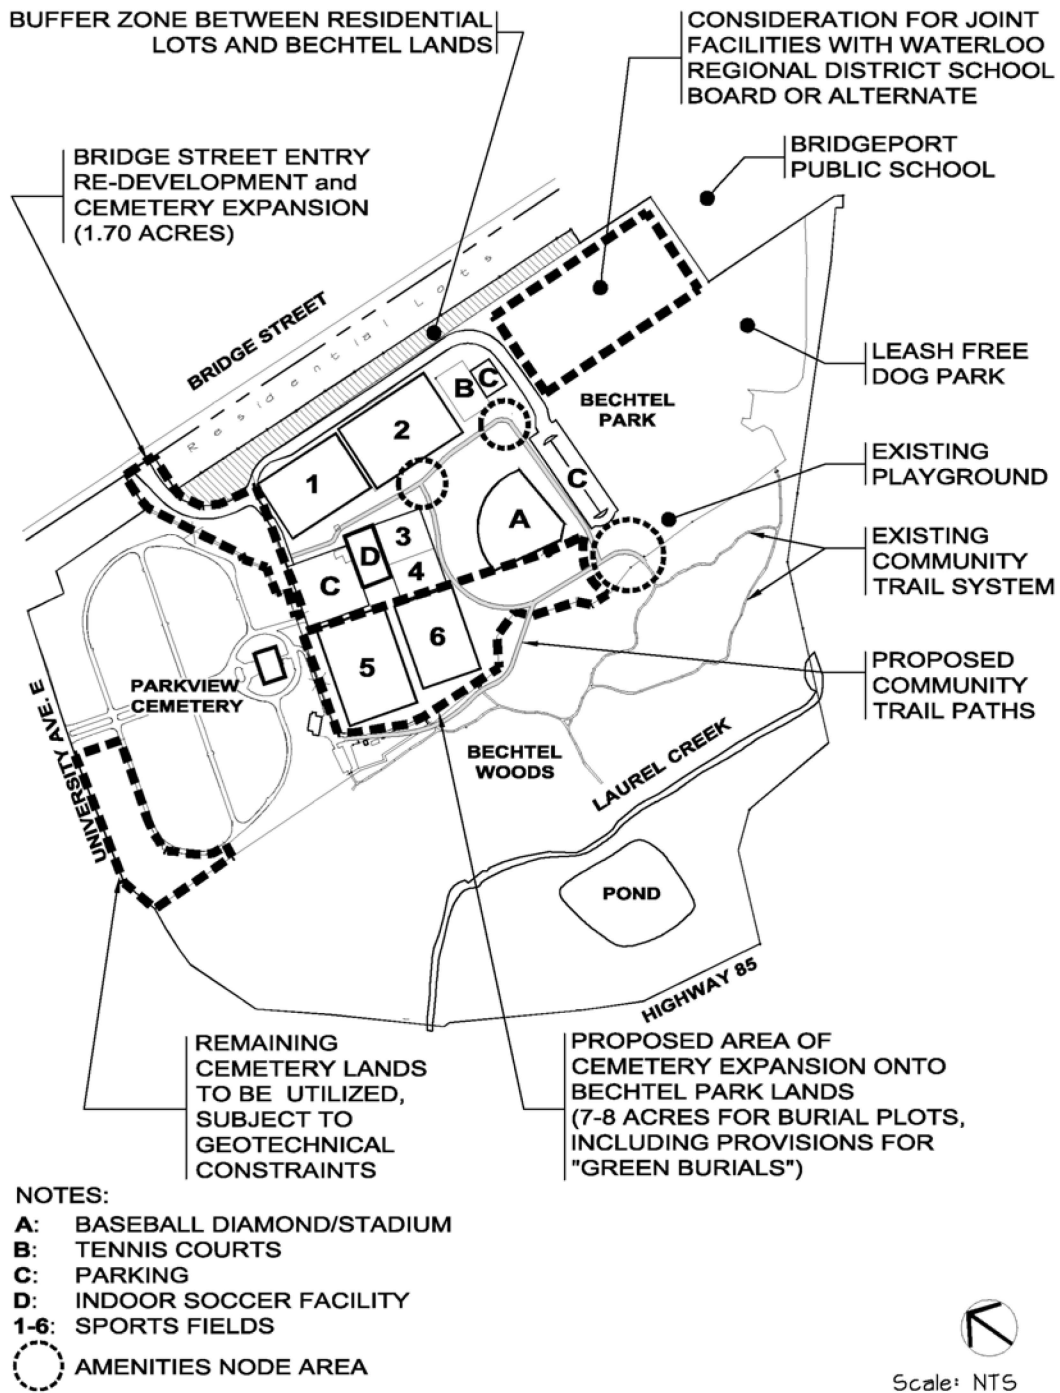 BUFFER ZONE BETWEEN RESIDENTIAL
LOTS AND BECHTEL LANDS
CONSIDERATION FOR JOINT
FACILITIES WITH WATERLOO
REGIONAL DISTRICT SCHOOL
BOARD OR ALTERNATE
BRIDGEPORT
PUBLIC SCHOOL
BRIDGE STREET ENTRY
RE-DEVELOPMENT and
CEMETERY EXPANSION
(1.70 ACRES)
BRIDGE STREET
Residential Lots
LEASH FREE
DOG PARK
BECHTEL
PARK
B
C
2
1
C
A
EXISTING
PLAYGROUND
3
D
4
C
EXISTING
COMMUNITY
TRAIL SYSTEM
6
5
PARKVIEW
CEMETERY
PROPOSED
COMMUNITY
TRAIL PATHS
UNIVERSITY AVE. E
BECHTEL
WOODS
LAUREL CREEK
POND
HIGHWAY 85
REMAINING
CEMETERY LANDS
TO BE UTILIZED,
SUBJECT TO
GEOTECHNICAL
CONSTRAINTS
PROPOSED AREA OF
CEMETERY EXPANSION ONTO
BECHTEL PARK LANDS
(7-8 ACRES FOR BURIAL PLOTS,
INCLUDING PROVISIONS FOR
"GREEN BURIALS")
NOTES:
A: BASEBALL DIAMOND/STADIUM
B: TENNIS COURTS
C: PARKING
D: INDOOR SOCCER FACILITY
1-6: SPORTS FIELDS
AMENITIES NODE AREA
Scale: NTS